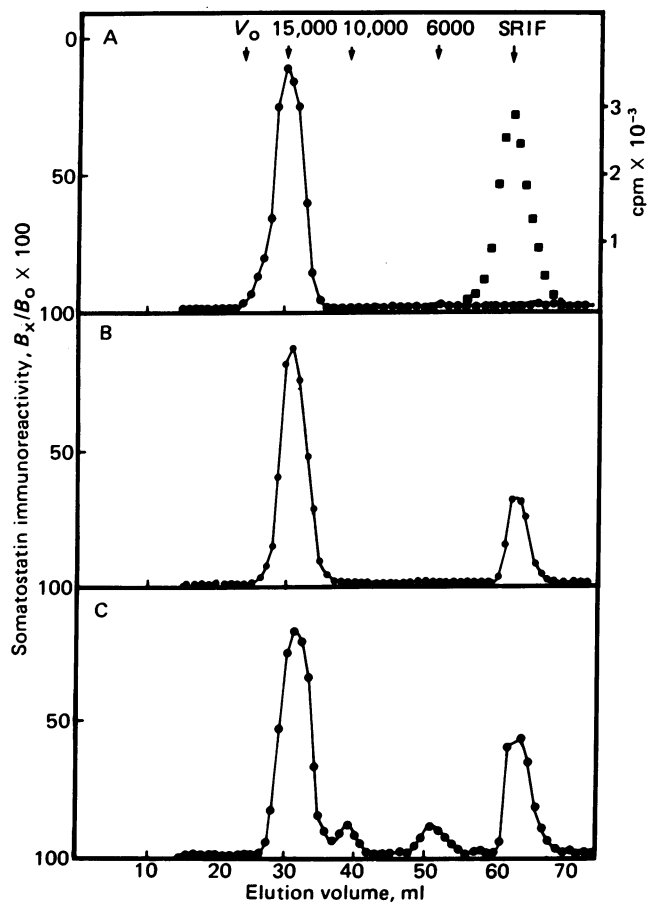 A
Vo 15,000 10,000 6000 SRIF
0
50
100
3
2
1
cpm X 10⁻³
B
50
100
C
50
100
10 20 30 40 50 60 70
Elution volume, ml
Somatostatin immunoreactivity, Bx/Bo X 100